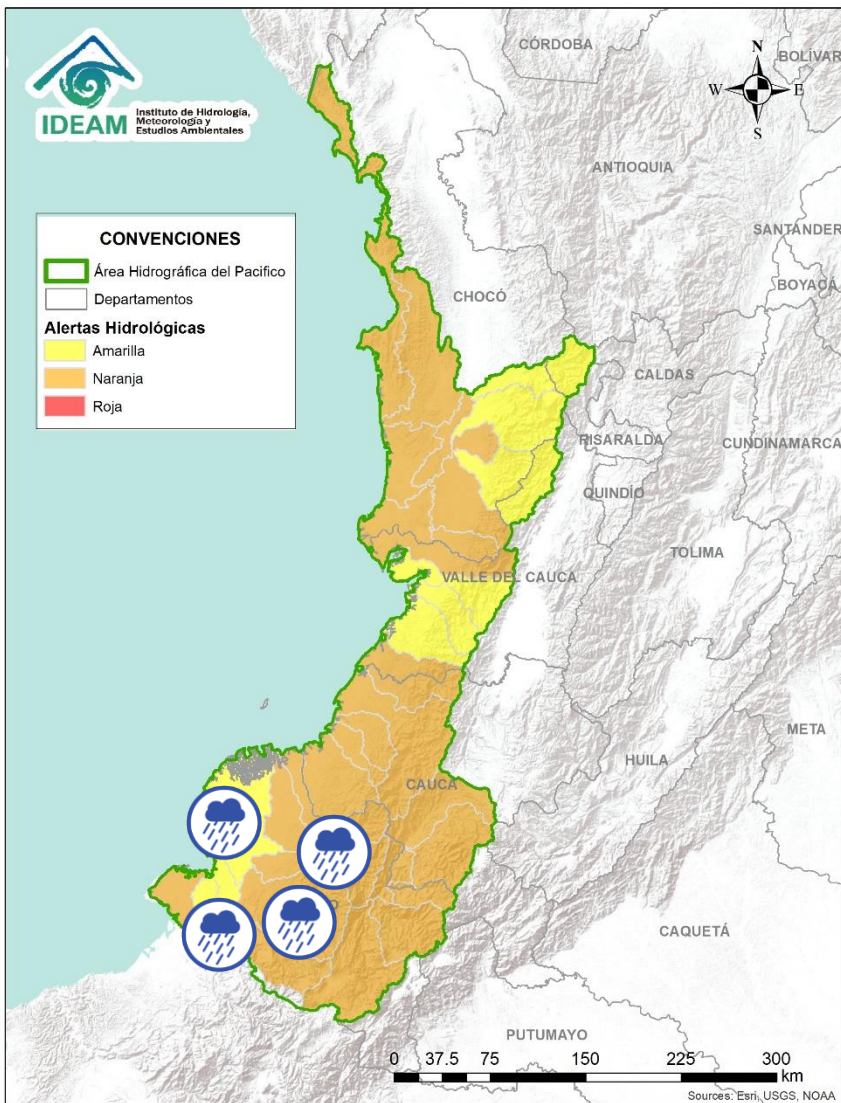 CÓRDOBA
BOLÍVAR
N
W
E
S
IDEAM
Instituto de Hidrología,
Meteorología y
Estudios Ambientales
ANTIOQUIA
SANTANDER
BOYACÁ
CONVENCIONES
Área Hidrográfica del Pacifico
Departamentos
Alertas Hidrológicas
Amarilla
Naranja
Roja
CHOCÓ
CALDAS
RISARALDA
CUNDINAMARCA
QUINDÍO
TOLIMA
VALLE DEL CAUCA
META
HUILA
CAUCA
CAQUETÁ
PUTUMAYO
0 37.5 75 150 225 300
km
Sources: Esri, USGS, NOAA